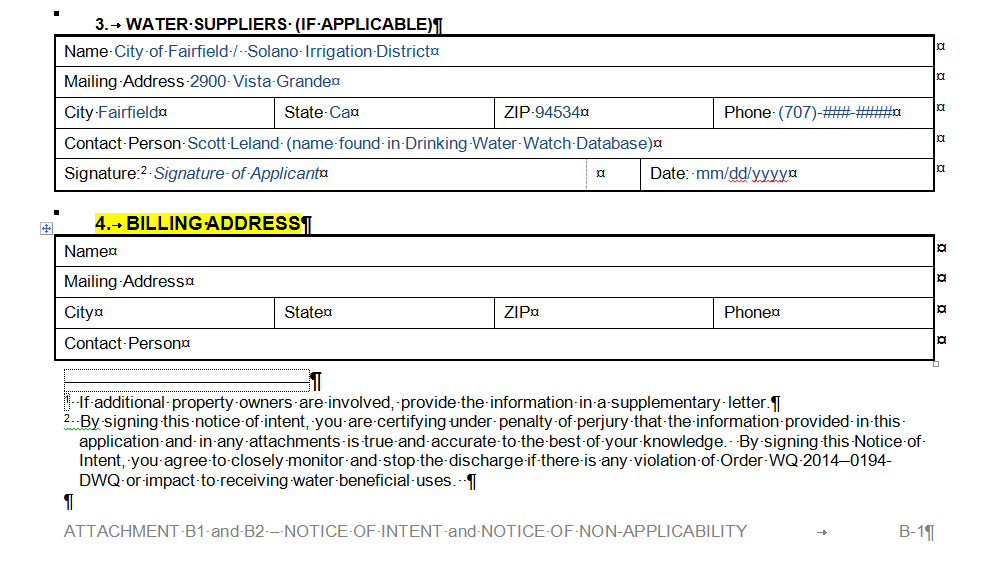 3. WATER SUPPLIERS (IF APPLICABLE)
Name City of Fairfield / Solano Irrigation District
Mailing Address 2900 Vista Grande
City Fairfield State Ca ZIP 94534 Phone (707)-###-####
Contact Person Scott Leland (name found in Drinking Water Watch Database)
Signature:2 Signature of Applicant Date: mm/dd/yyyy
4. BILLING ADDRESS
Name
Mailing Address
City State ZIP Phone
Contact Person
1 If additional property owners are involved, provide the information in a supplementary letter.
2 By signing this notice of intent, you are certifying under penalty of perjury that the information provided in this
application and in any attachments is true and accurate to the best of your knowledge. By signing this Notice of
Intent, you agree to closely monitor and stop the discharge if there is any violation of Order WQ 2014–0194-
DWQ or impact to receiving water beneficial uses.
ATTACHMENT B1 and B2 – NOTICE OF INTENT and NOTICE OF NON-APPLICABILITY B-1